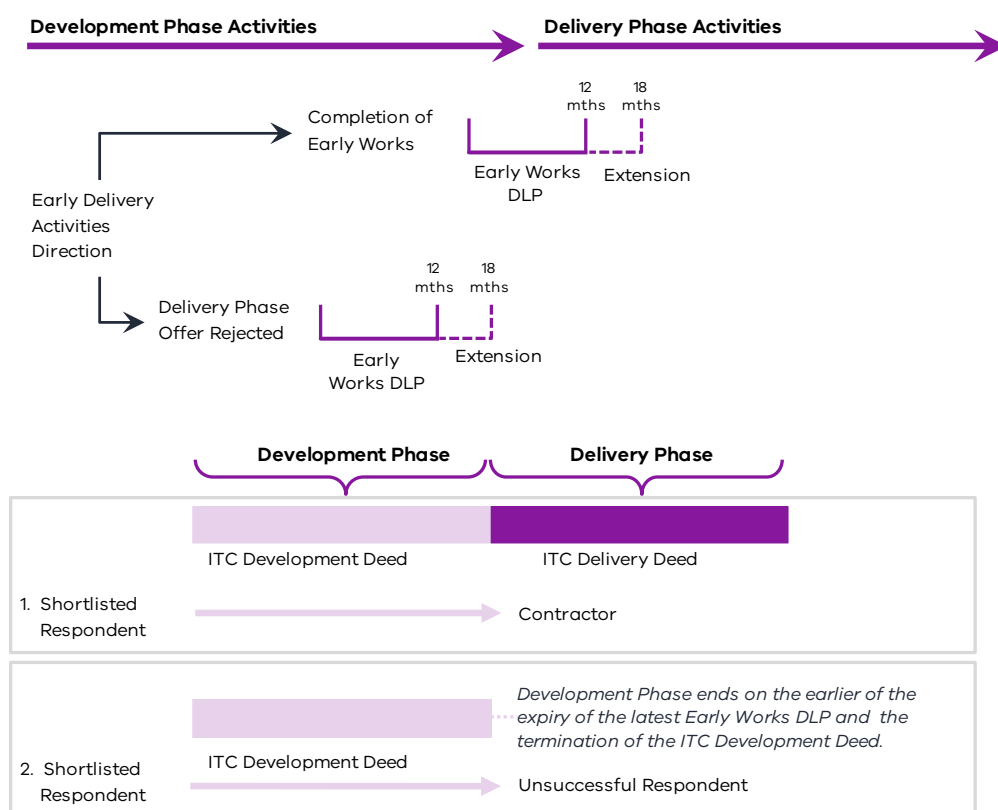 Development Phase Activities
Delivery Phase Activities
12
mths
18
mths
Completion of
Early Works
Early Works
DLP
Extension
Early Delivery
Activities
Direction
12
mths
18
mths
Delivery Phase
Offer Rejected
Early
Works DLP
Extension
Development Phase
Delivery Phase
ITC Development Deed
ITC Delivery Deed
1. Shortlisted
Respondent
Contractor
Development Phase ends on the earlier of the
expiry of the latest Early Works DLP and the
termination of the ITC Development Deed.
ITC Development Deed
2. Shortlisted
Respondent
Unsuccessful Respondent